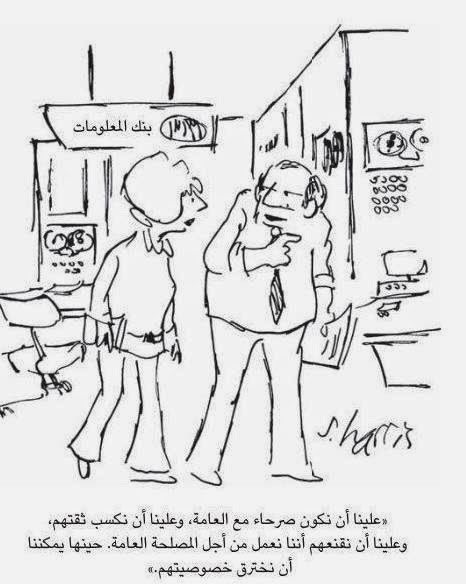 بنك المعلومات
s. harris
«علينا أن نكون صرحاء مع العامة، وعلينا أن نكسب ثقتهم،
وعلينا أن نقنعهم أننا نعمل من أجل المصلحة العامة. حينها يمكننا
أن نخترق خصوصيتهم.»